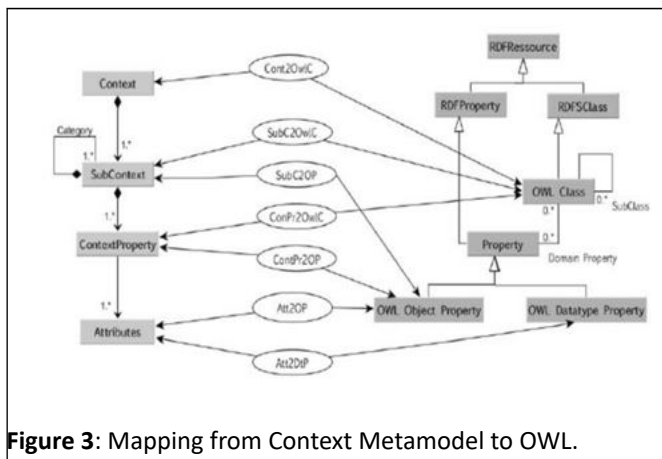 RDFRessource
Cont2OwlC
Context
RDFProperty
RDFSClass
Category
1.*
SubC2OwlC
1.*
SubContext
SubC2OP
OWL Class
0.*
SubClass
0.*
1.*
ConPr2OwlC
ContextProperty
Property
0.*
ContPr2OP
Domain Property
1.*
Att2OP
OWL Object Property
OWL Datatype Property
Attributes
Att2DtP
Figure 3: Mapping from Context Metamodel to OWL.